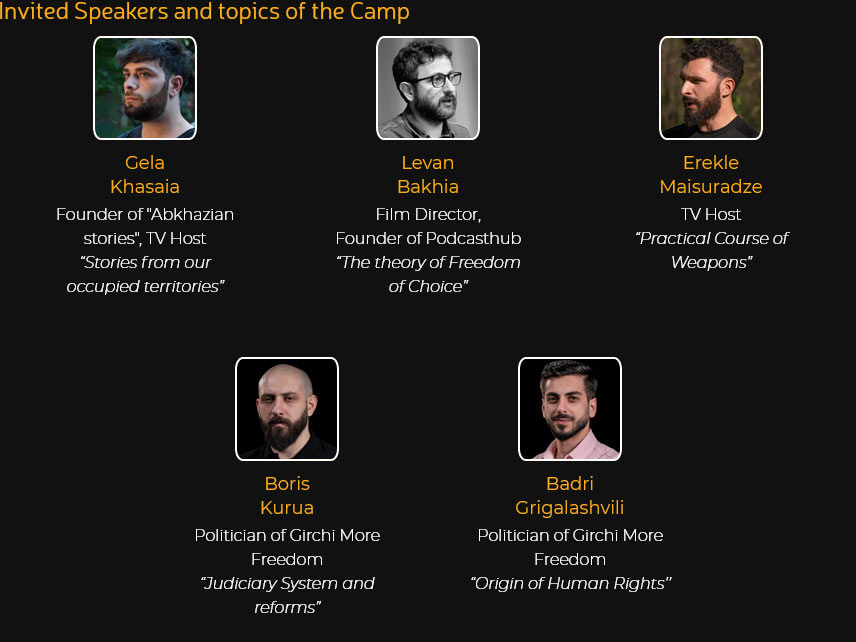 Invited Speakers and topics of the Camp
Gela
Khasaia
Founder of "Abkhazian
stories", TV Host
“Stories from our
occupied territories”
Levan
Bakhia
Film Director,
Founder of Podcasthub
“The theory of Freedom
of Choice”
Erekle
Maisuradze
TV Host
“Practical Course of
Weapons”
Boris
Kurua
Politician of Girchi More
Freedom
“Judiciary System and
reforms”
Badri
Grigalashvili
Politician of Girchi More
Freedom
“Origin of Human Rights”